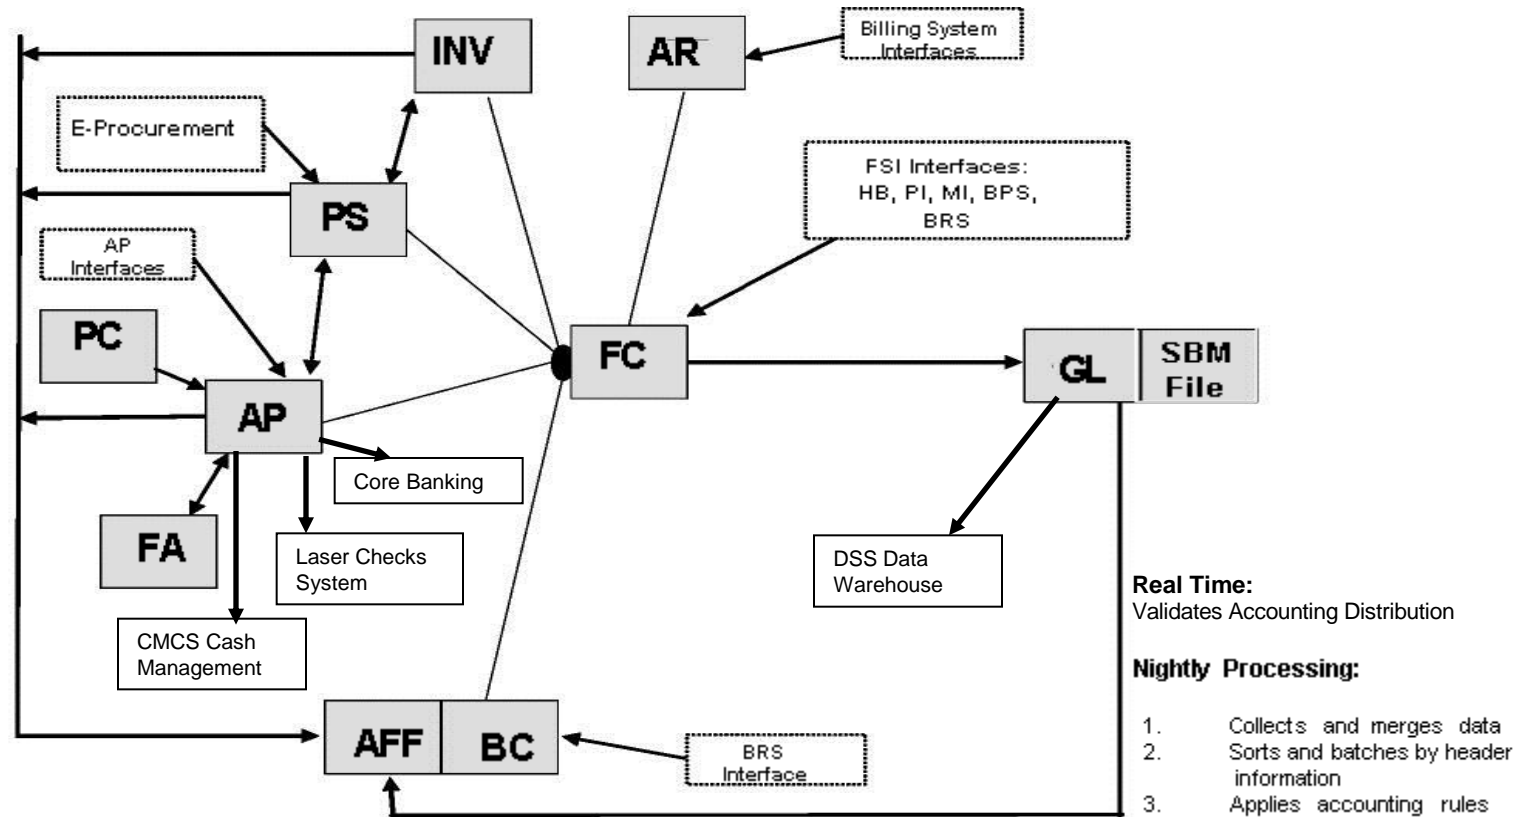 INV
AR
Billing System
Interfaces
E-Procurement
FSI Interfaces:
HB, PI, MI, BPS,
BRS
PS
AP
Interfaces
PC
FC
GL
SBM
File
AP
Core Banking
FA
Laser Checks
System
DSS Data
Warehouse
CMCS Cash
Management
AFF
BC
BRS
Interface
Real Time:
Validates Accounting Distribution
Nightly Processing:
1. Collects and merges data
2. Sorts and batches by header
information
3. Applies accounting rules